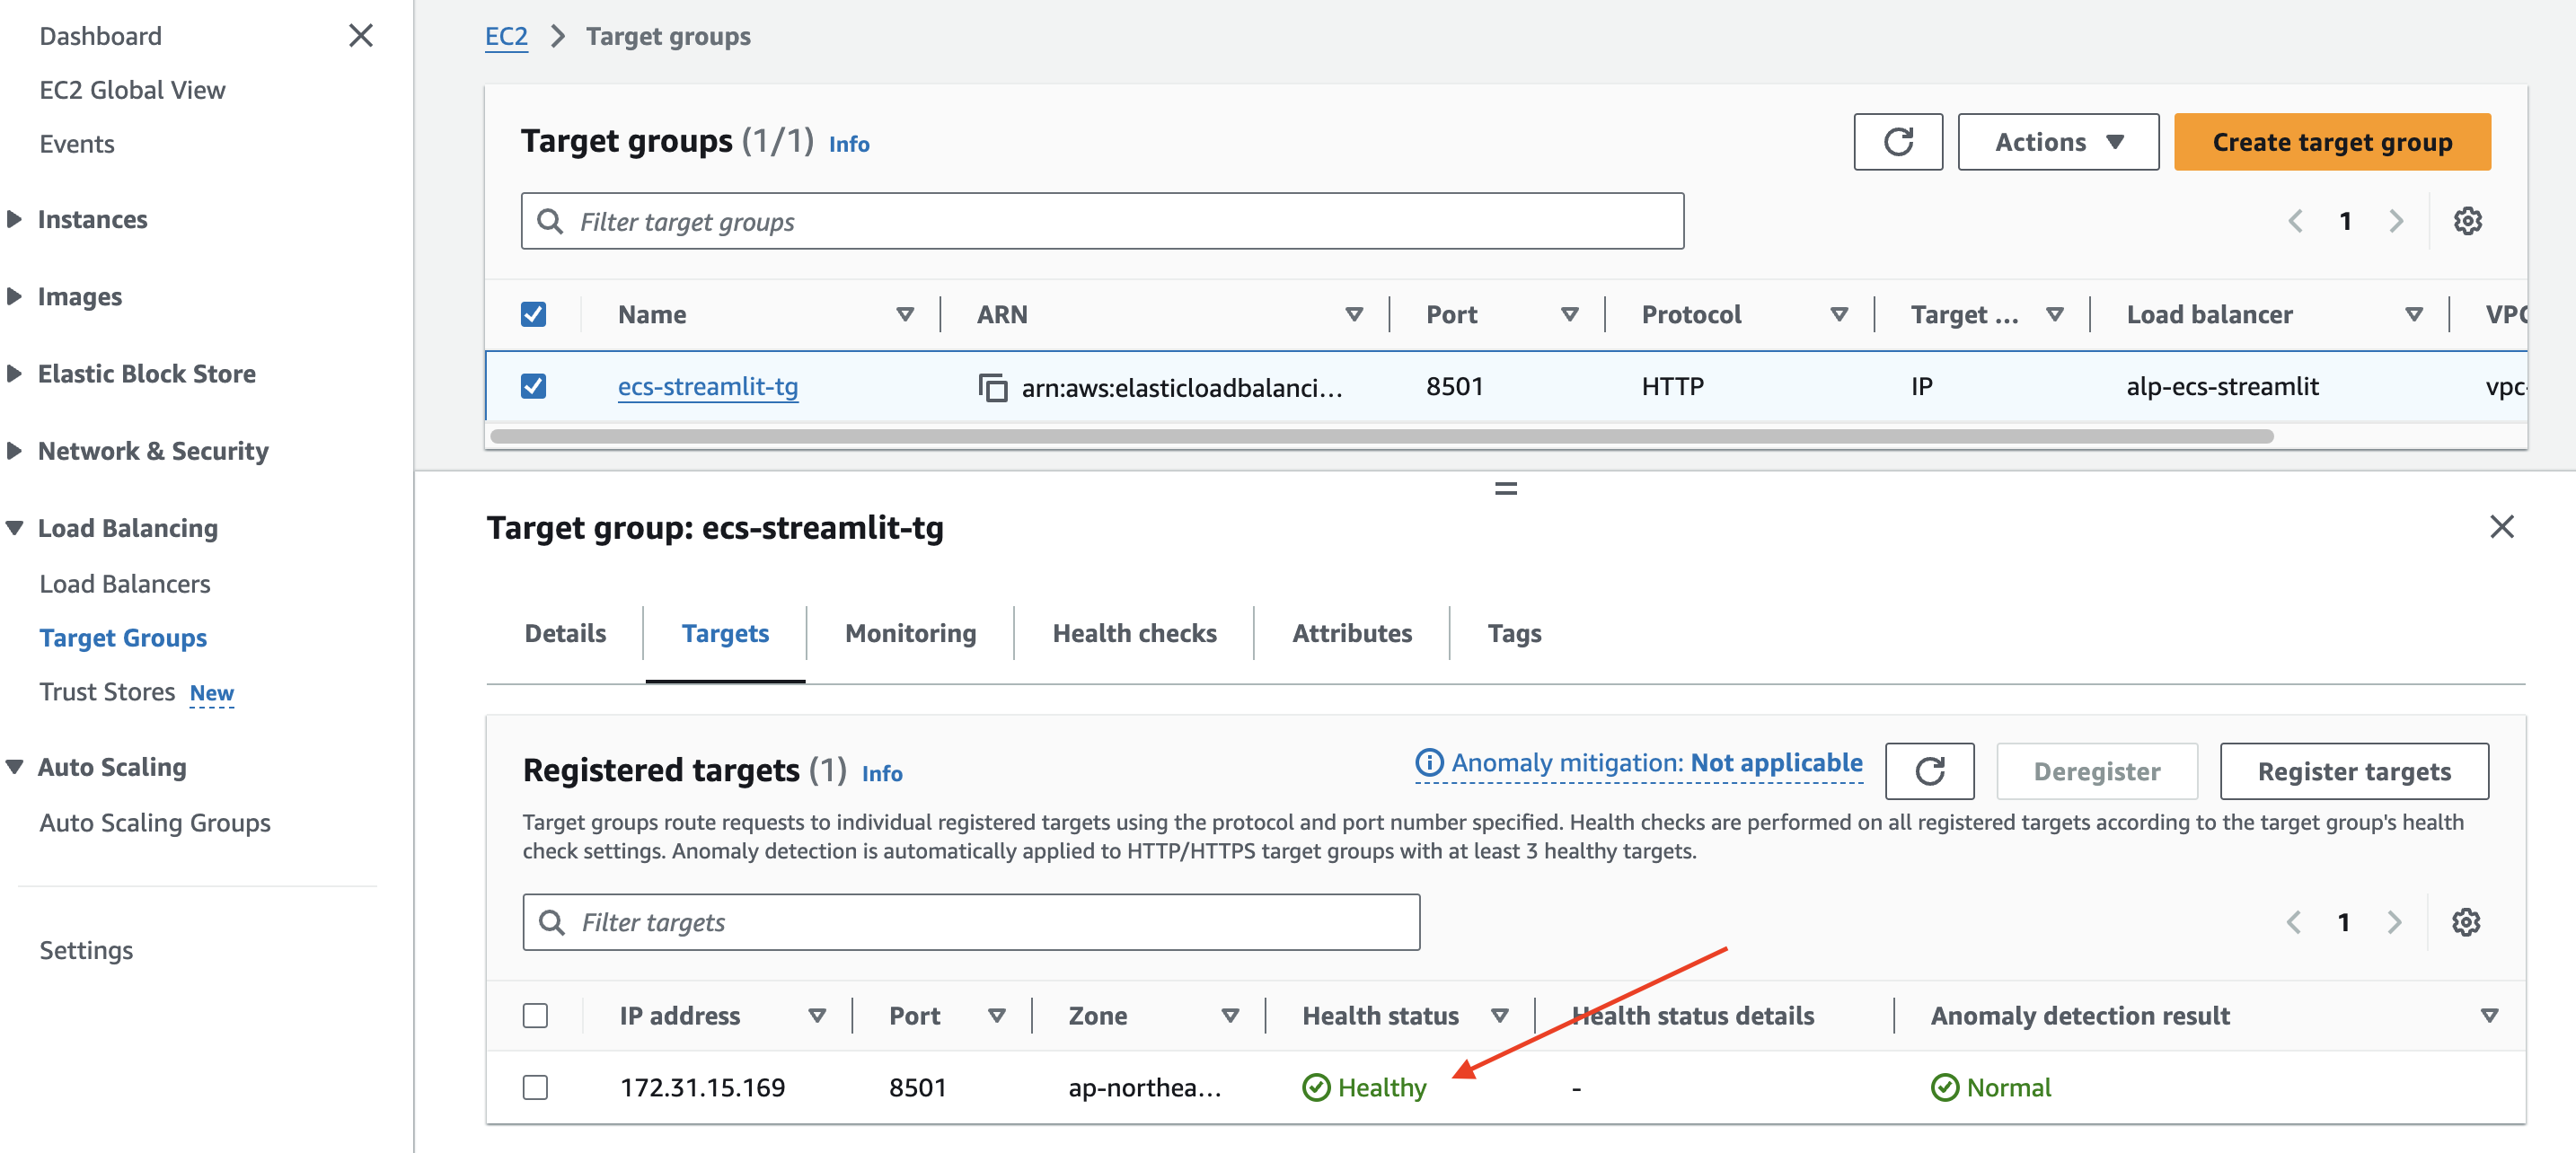 Dashboard
EC2 Global View
Events
Instances
Images
Elastic Block Store
Network & Security
Load Balancing
Load Balancers
Target Groups
Trust Stores New
Auto Scaling
Auto Scaling Groups
Settings
EC2 Target groups
Target groups (1/1) Info
Actions
Create target group
Filter target groups
1
Name ARN Port Protocol Target ... Load balancer VPC
ecs-streamlit-tg arn:aws:elasticloadbalanci... 8501 HTTP IP alp-ecs-streamlit vpc-
Target group: ecs-streamlit-tg
Details Targets Monitoring Health checks Attributes Tags
Registered targets (1) Info
Anomaly mitigation: Not applicable
Deregister
Register targets
Target groups route requests to individual registered targets using the protocol and port number specified. Health checks are performed on all registered targets according to the target group's health
check settings. Anomaly detection is automatically applied to HTTP/HTTPS target groups with at least 3 healthy targets.
Filter targets
1
IP address Port Zone Health status Health status details Anomaly detection result
172.31.15.169 8501 ap-northea... Healthy - Normal